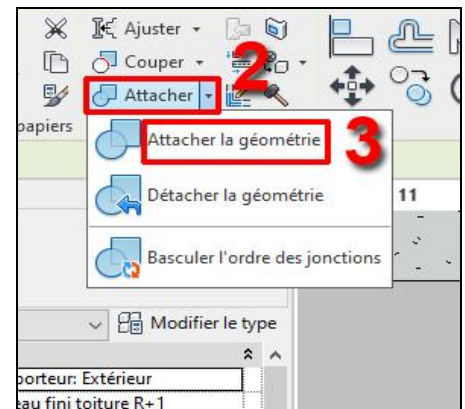 Ajuster
Couper
2
Attacher
papiers
Attacher la géométrie
3
Détacher la géométrie
11
Basculer l'ordre des jonctions
Modifier le type
porteur: Extérieur
eau fini toiture R+1